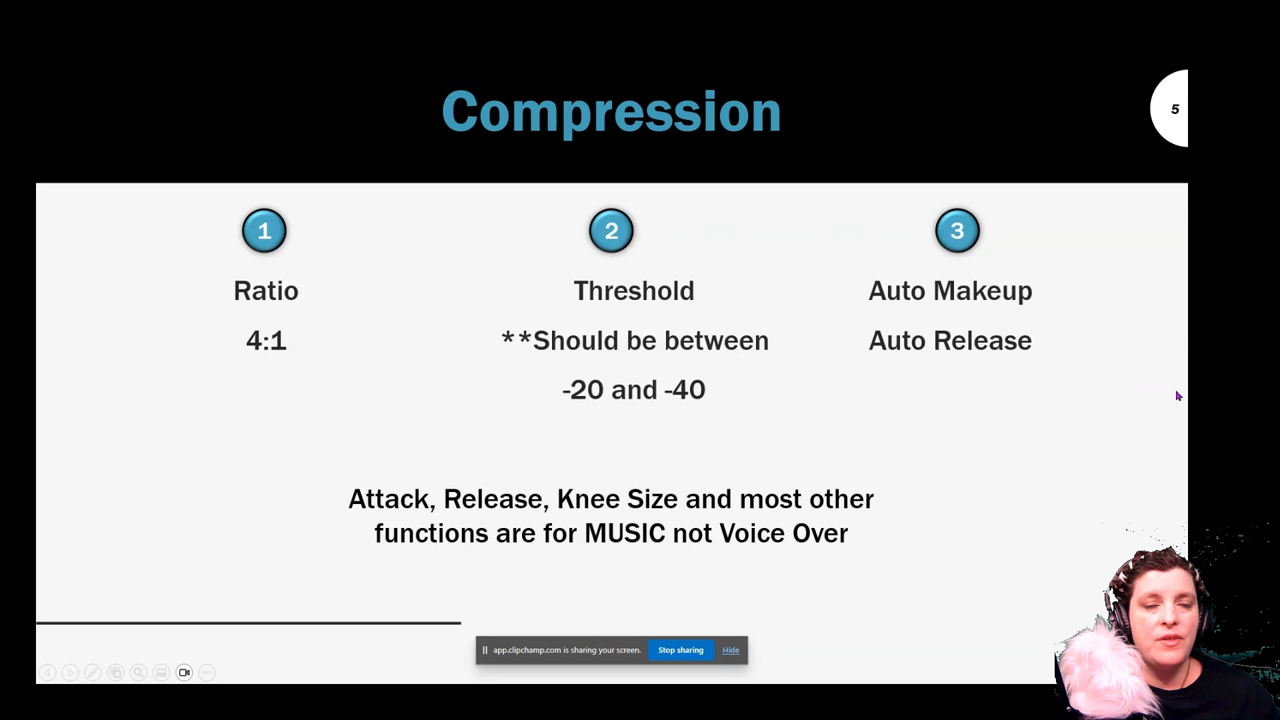 Compression
5
1
2
3
Ratio
Threshold
Auto Makeup
4:1
**Should be between
Auto Release
-20 and -40
Attack, Release, Knee Size and most other
functions are for MUSIC not Voice Over
app.clipchamp.com is sharing your screen.
Stop sharing
Hide